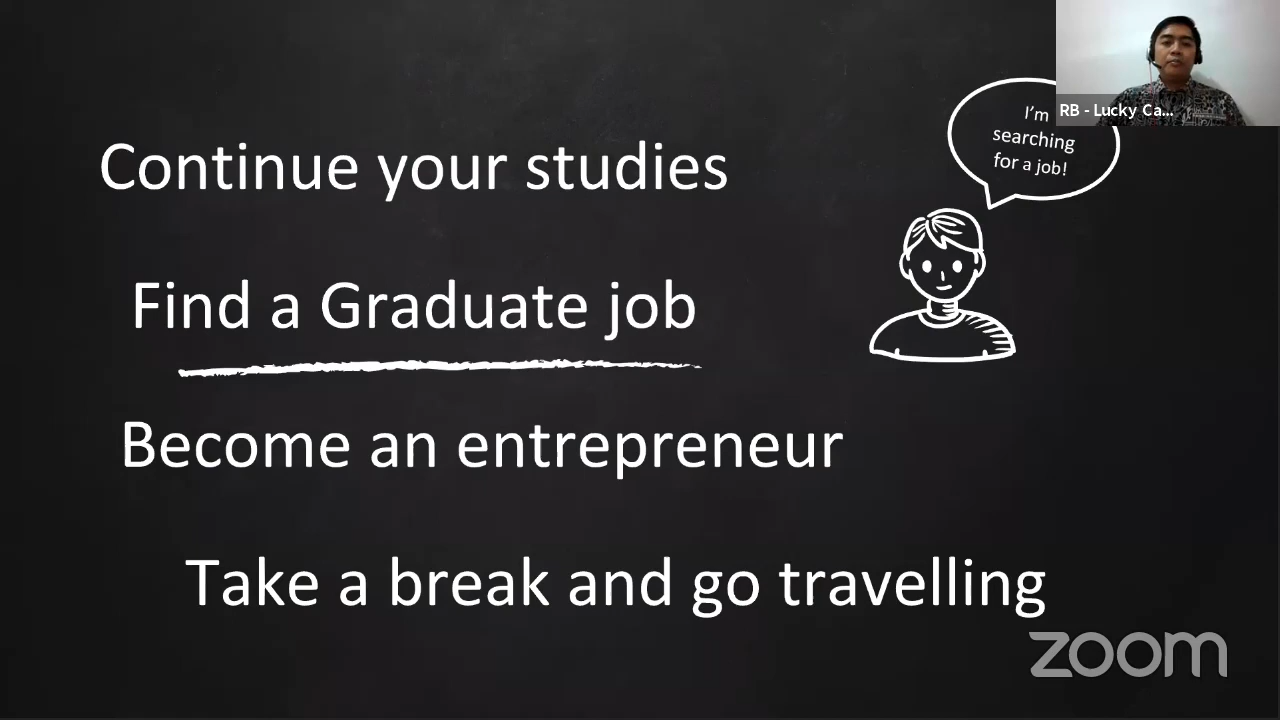 RB - Lucky Ca...
I'm
searching
for a job!
Continue your studies
Find a Graduate job
Become an entrepreneur
Take a break and go travelling
zoom